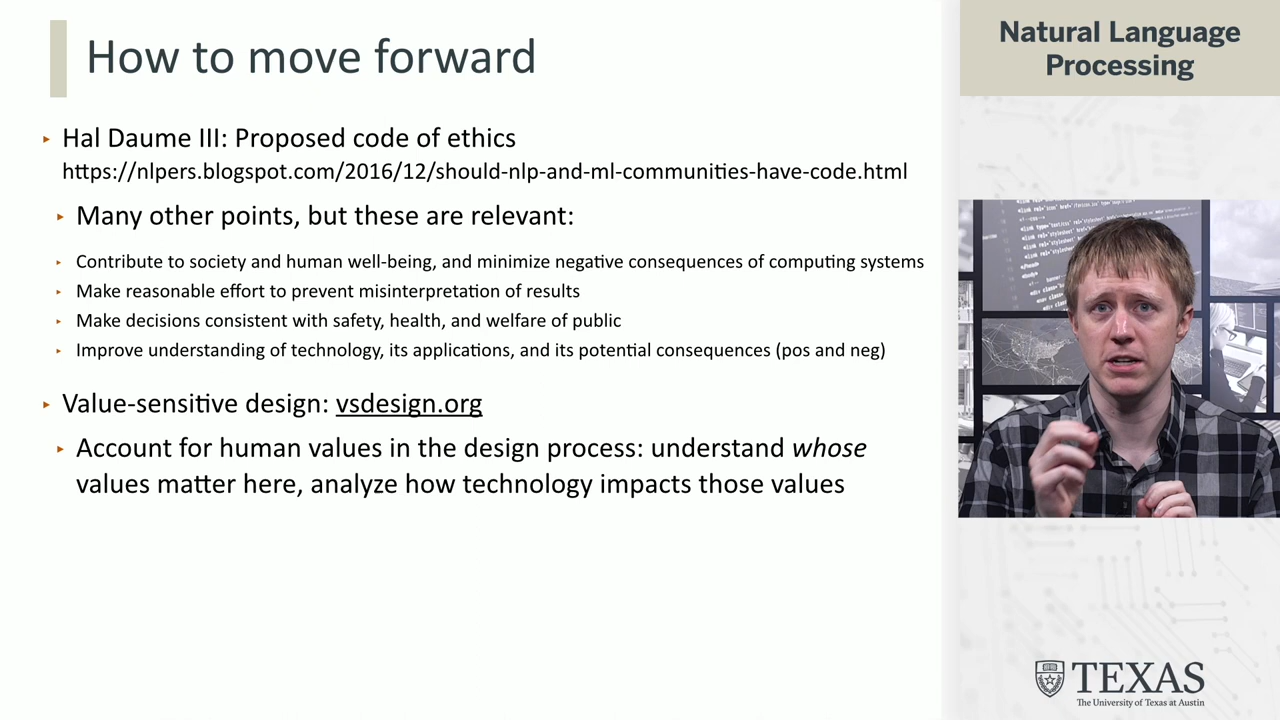 How to move forward
Natural Language
Processing
‣ Hal Daume III: Proposed code of ethics
https://nlpers.blogspot.com/2016/12/should-nlp-and-ml-communities-have-code.html
‣ Many other points, but these are relevant:
‣ Contribute to society and human well-being, and minimize negative consequences of computing systems
‣ Make reasonable effort to prevent misinterpretation of results
‣ Make decisions consistent with safety, health, and welfare of public
‣ Improve understanding of technology, its applications, and its potential consequences (pos and neg)
‣ Value-sensitive design: vsdesign.org
‣ Account for human values in the design process: understand whose
values matter here, analyze how technology impacts those values
TEXAS
The University of Texas at Austin